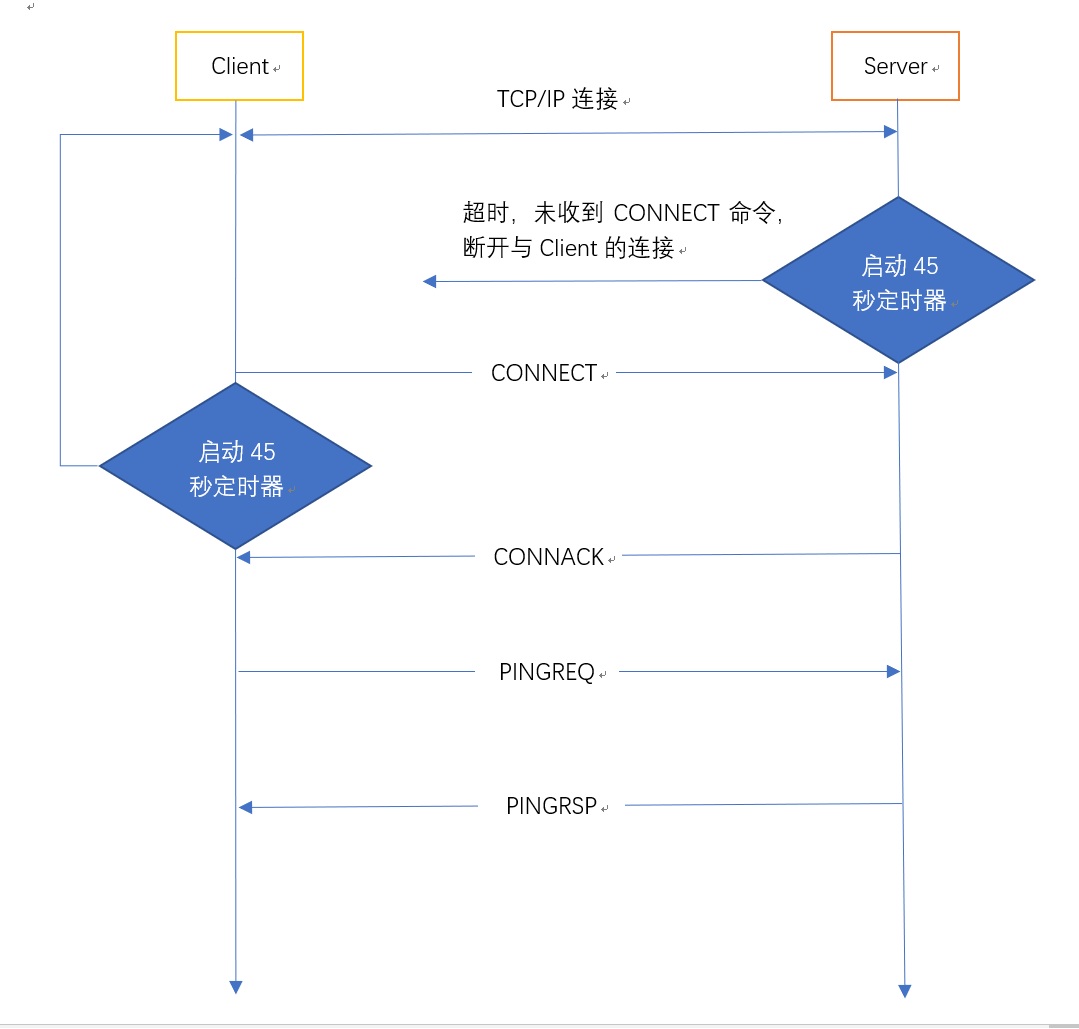 Client
Server
TCP/IP 连接
超时，未收到 CONNECT 命令，
断开与 Client 的连接
启动 45
秒定时器
CONNECT
启动 45
秒定时器
CONNACK
PINGREQ
PINGRSP